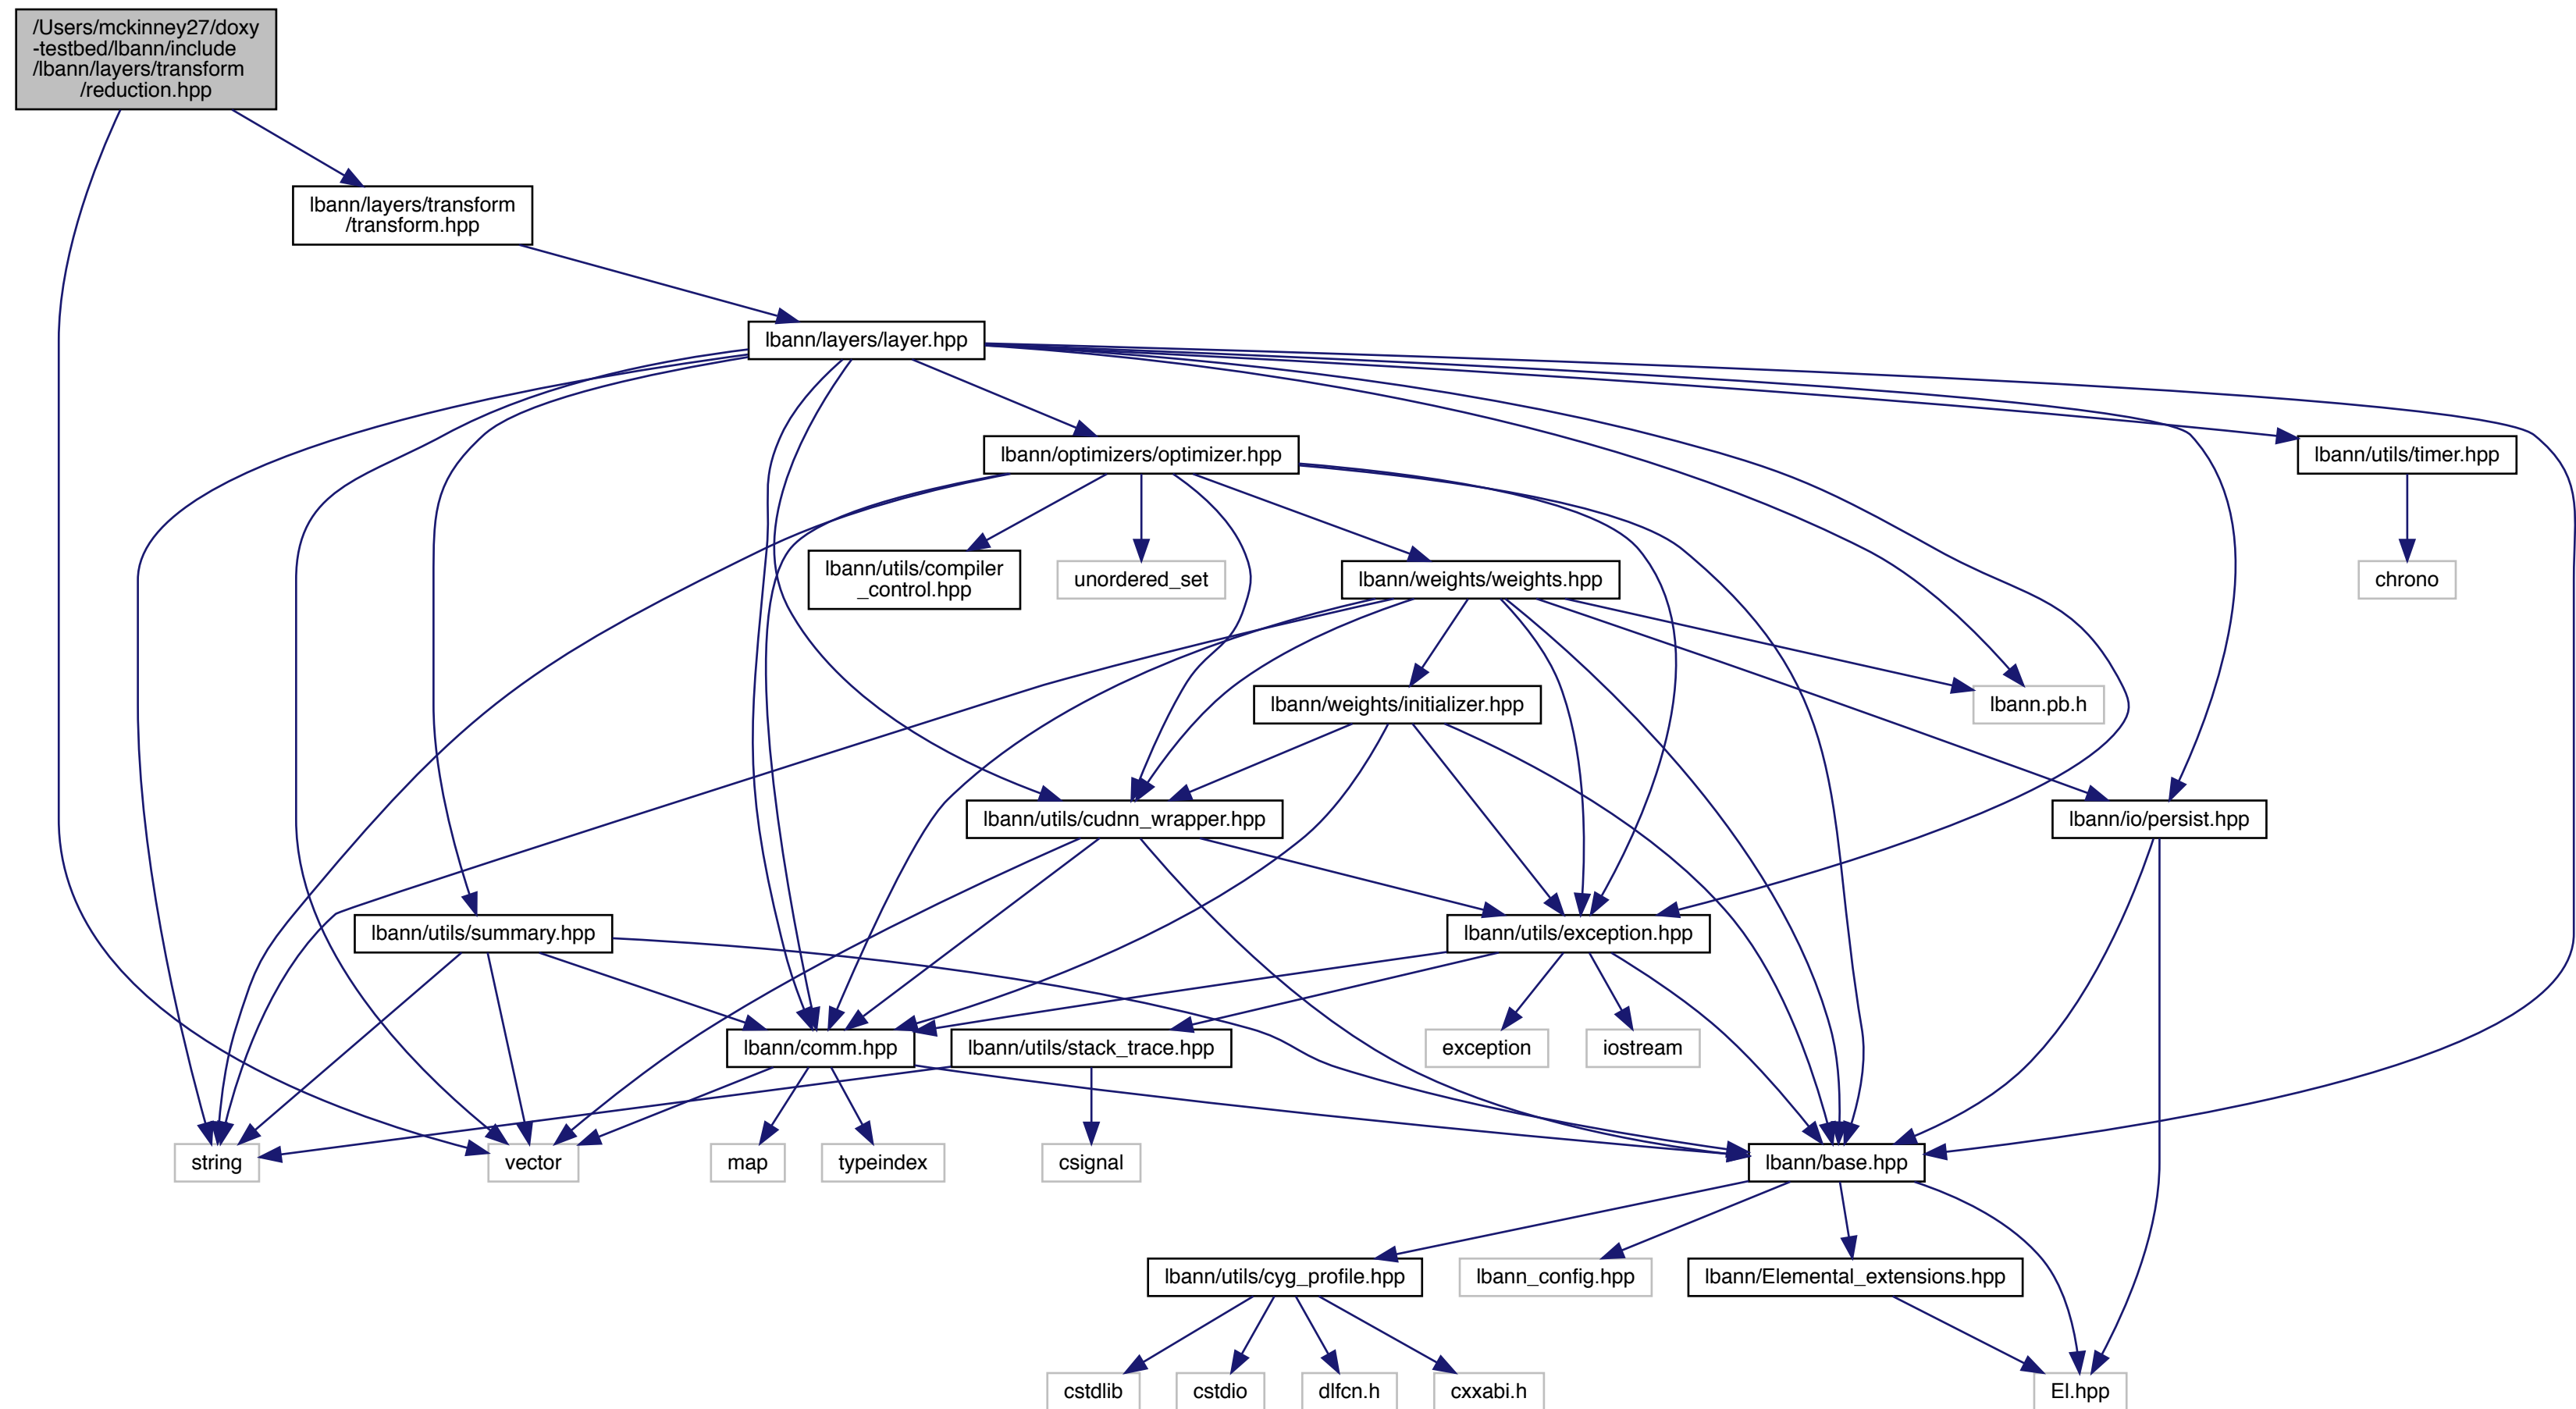 /Users/mckinney27/doxy
-testbed/lbann/include
/lbann/layers/transform
/reduction.hpp
lbann/layers/transform
/transform.hpp
lbann/layers/layer.hpp
lbann/optimizers/optimizer.hpp
lbann/utils/timer.hpp
lbann/utils/compiler
_control.hpp
unordered_set
lbann/weights/weights.hpp
chrono
lbann/weights/initializer.hpp
lbann.pb.h
lbann/utils/cudnn_wrapper.hpp
lbann/io/persist.hpp
lbann/utils/summary.hpp
lbann/utils/exception.hpp
lbann/comm.hpp
lbann/utils/stack_trace.hpp
exception
iostream
string
vector
map
typeindex
csignal
lbann/base.hpp
lbann/utils/cyg_profile.hpp
lbann_config.hpp
lbann/Elemental_extensions.hpp
cstdlib
cstdio
dlfcn.h
cxxabi.h
El.hpp